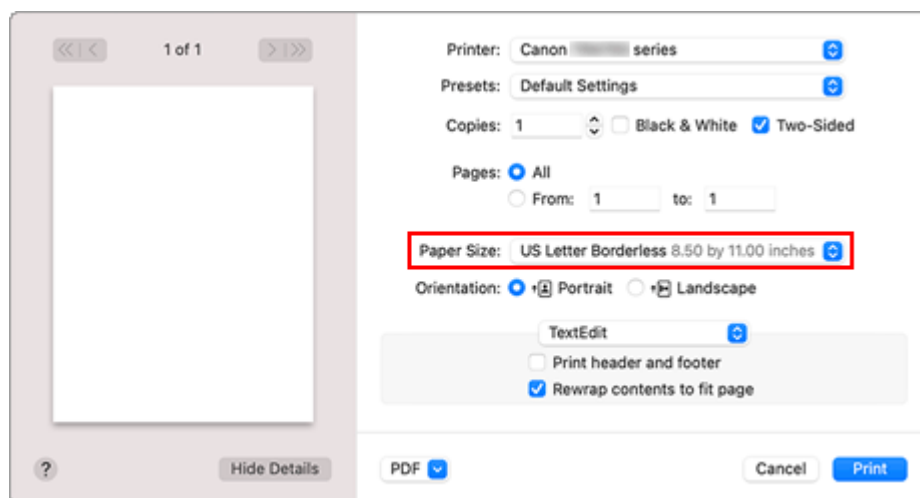 1 of 1
Printer: Canon series
Presets: Default Settings
Copies: 1 Black & White Two-Sided
Pages: All
From: 1 to: 1
Paper Size: US Letter Borderless 8.50 by 11.00 inches
Orientation: Portrait Landscape
TextEdit
Print header and footer
Rewrap contents to fit page
? Hide Details PDF Cancel Print